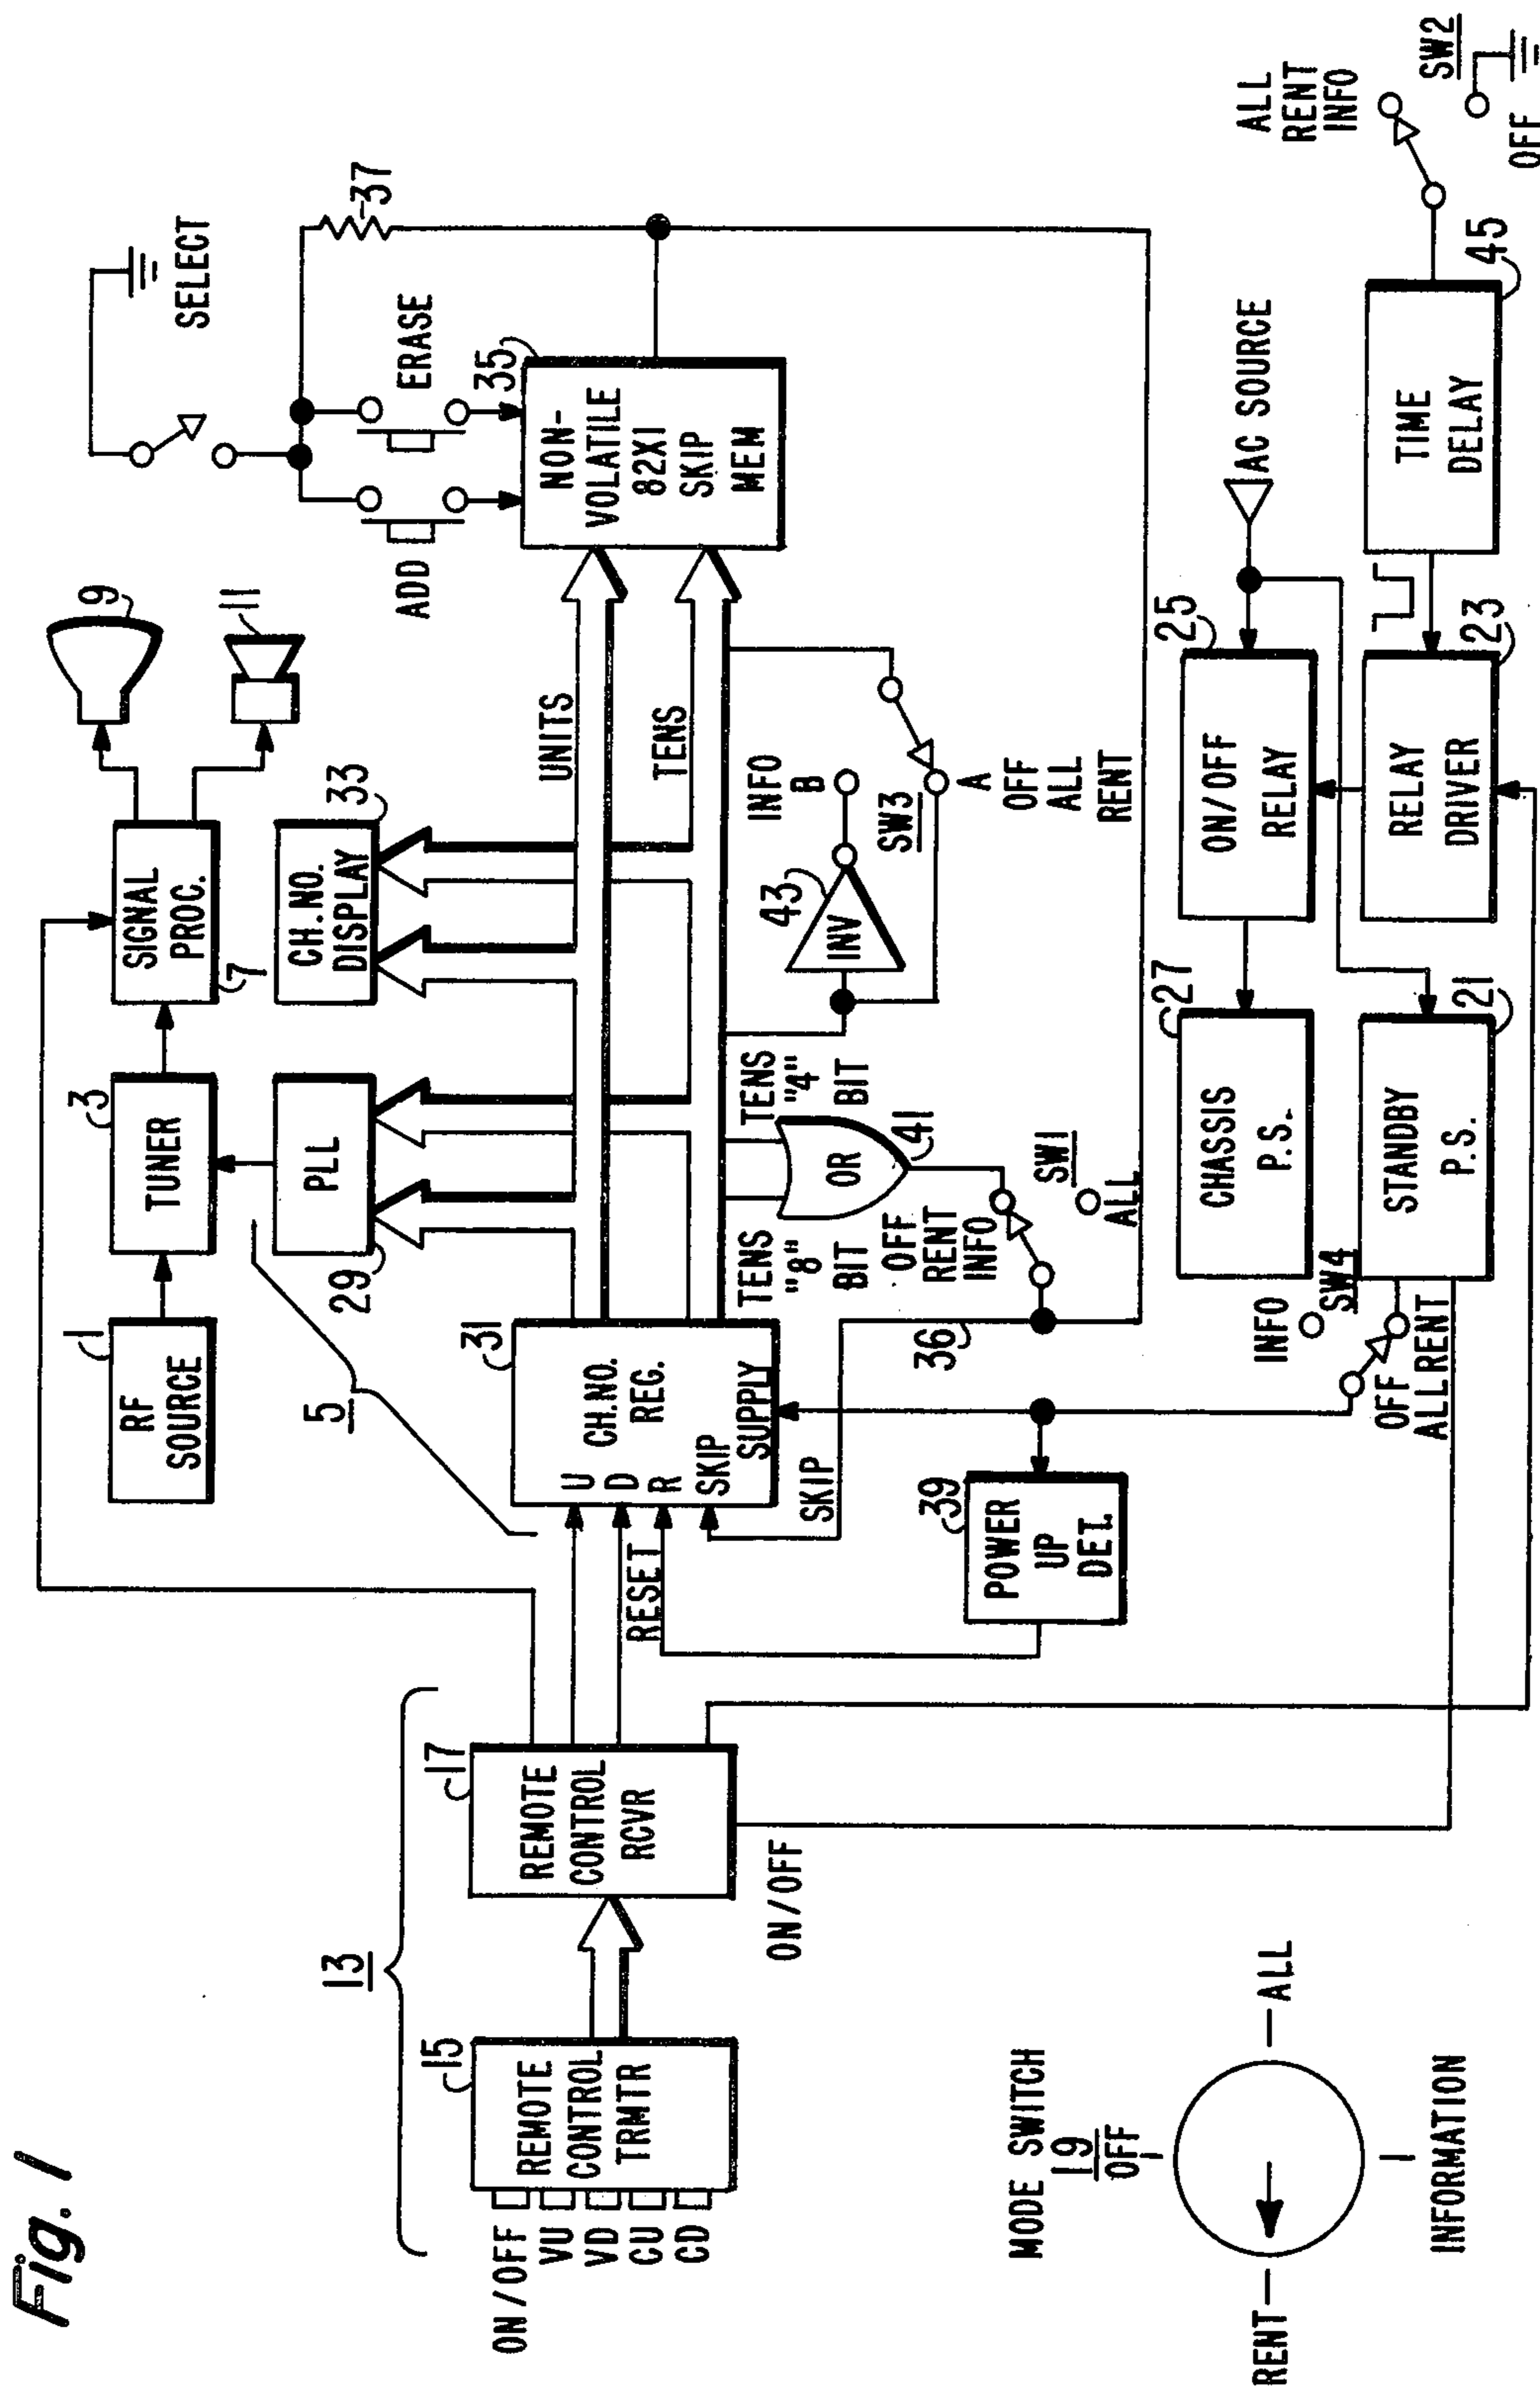 Fig. 1
1
RF
SOURCE
3
TUNER
SIGNAL
PROC.
7
9
11
SELECT
5
PLL
29
CH.NO.
DISPLAY
33
13
15
REMOTE
CONTROL
TRMTR
ON/OFF
VU
VD
CU
CD
17
REMOTE
CONTROL
RCVR
ON/OFF
RESET
31
CH.NO.
REG.
U
D
R
SKIP
SUPPLY
SKIP
UNITS
TENS
ADD
ERASE
35
NON-
VOLATILE
82X1
SKIP
MEM
37
39
POWER
UP
DET.
36
TENS
"8"
BIT
TENS
"4"
BIT
OR
41
OFF
RENT
INFO
SW1
ALL
43
INV
INFO
B
SW3
A
OFF
ALL
RENT
27
CHASSIS
P.S.
25
ON/OFF
RELAY
AC SOURCE
INFO
SW4
OFF
ALLRENT
STANDBY
P.S.
21
RELAY
DRIVER
23
TIME
DELAY
45
ALL
RENT
INFO
SW2
OFF
MODE SWITCH
19
OFF
RENT
ALL
INFORMATION